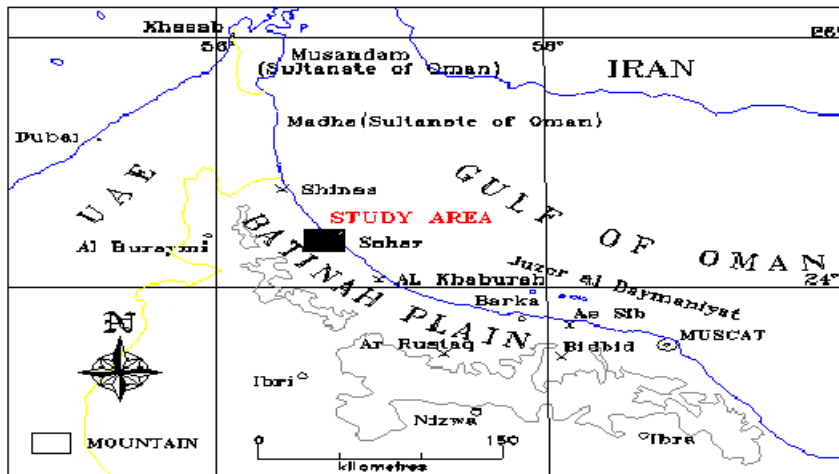 Khasab
56°
58°
26°
Musandam
(Sultanate of Oman)
IRAN
Madha(Sultanate of Oman)
Dubai
UAE
Shinas
GULF OF OMAN
STUDY AREA
Sohar
Al Buraymi
BATINAH PLAIN
AL Khaburah
24°
Juzor al Daymaniyat
Barka
As Sib
MUSCAT
Ar Rustaq
Bidbid
N
Ibri
Nizwa
Ibra
MOUNTAIN
0
150
kilometres